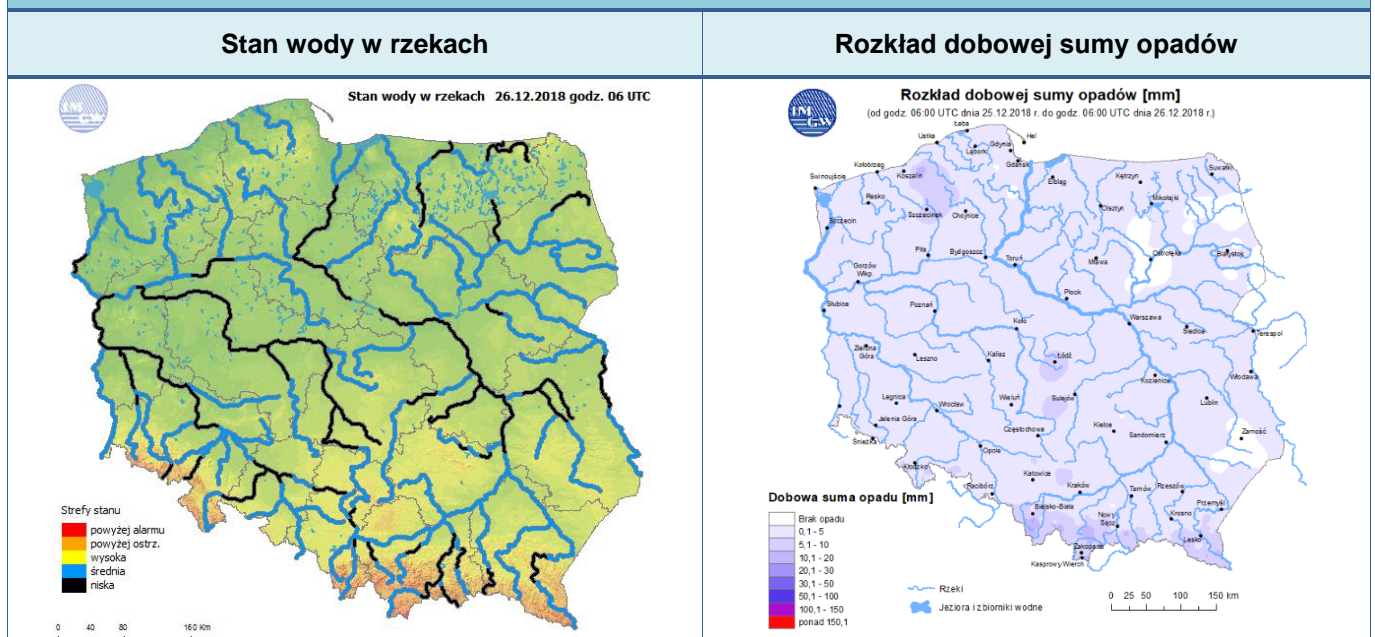 Stan wody w rzekach
Rozkład dobowej sumy opadów
IM
GW
Stan wody w rzekach 26.12.2018 godz. 06 UTC
Strefy stanu
powyżej alarmu
powyżej ostrz.
wysoka
średnia
niska
0 40 80 160 Km
IM
GW
Rozkład dobowej sumy opadów [mm]
(od godz. 06:00 UTC dnia 25.12.2018 r. do godz. 06:00 UTC dnia 26.12.2018 r.)
Łeba
Ustka
Hel
Lębork
Gdynia
Gdańsk
Kołobrzeg
Koszalin
Elbląg
Kętrzyn
Suwałki
Świnoujście
Resko
Szczecinek
Chojnice
Olsztyn
Mikołajki
Szczecin
Piła
Bydgoszcz
Toruń
Mława
Ostrołęka
Białystok
Gorzów
Wlkp.
Płock
Słubice
Poznań
Koło
Warszawa
Siedlce
Terespol
Zielona
Góra
Leszno
Kalisz
Łódź
Kozienice
Włodawa
Legnica
Wrocław
Wieluń
Sulejów
Lublin
Jelenia Góra
Śnieżka
Częstochowa
Kielce
Sandomierz
Zamość
Opole
Kłodzko
Katowice
Racibórz
Kraków
Tarnów
Rzeszów
Bielsko-Biała
Nowy
Sącz
Krosno
Przemyśl
Lesko
Zakopane
Kasprowy Wierch
Dobowa suma opadu [mm]
Brak opadu
0,1 - 5
5,1 - 10
10,1 - 20
20,1 - 30
30,1 - 50
50,1 - 100
100,1 - 150
ponad 150,1
Rzeki
Jeziora i zbiorniki wodne
0 25 50 100 150 km